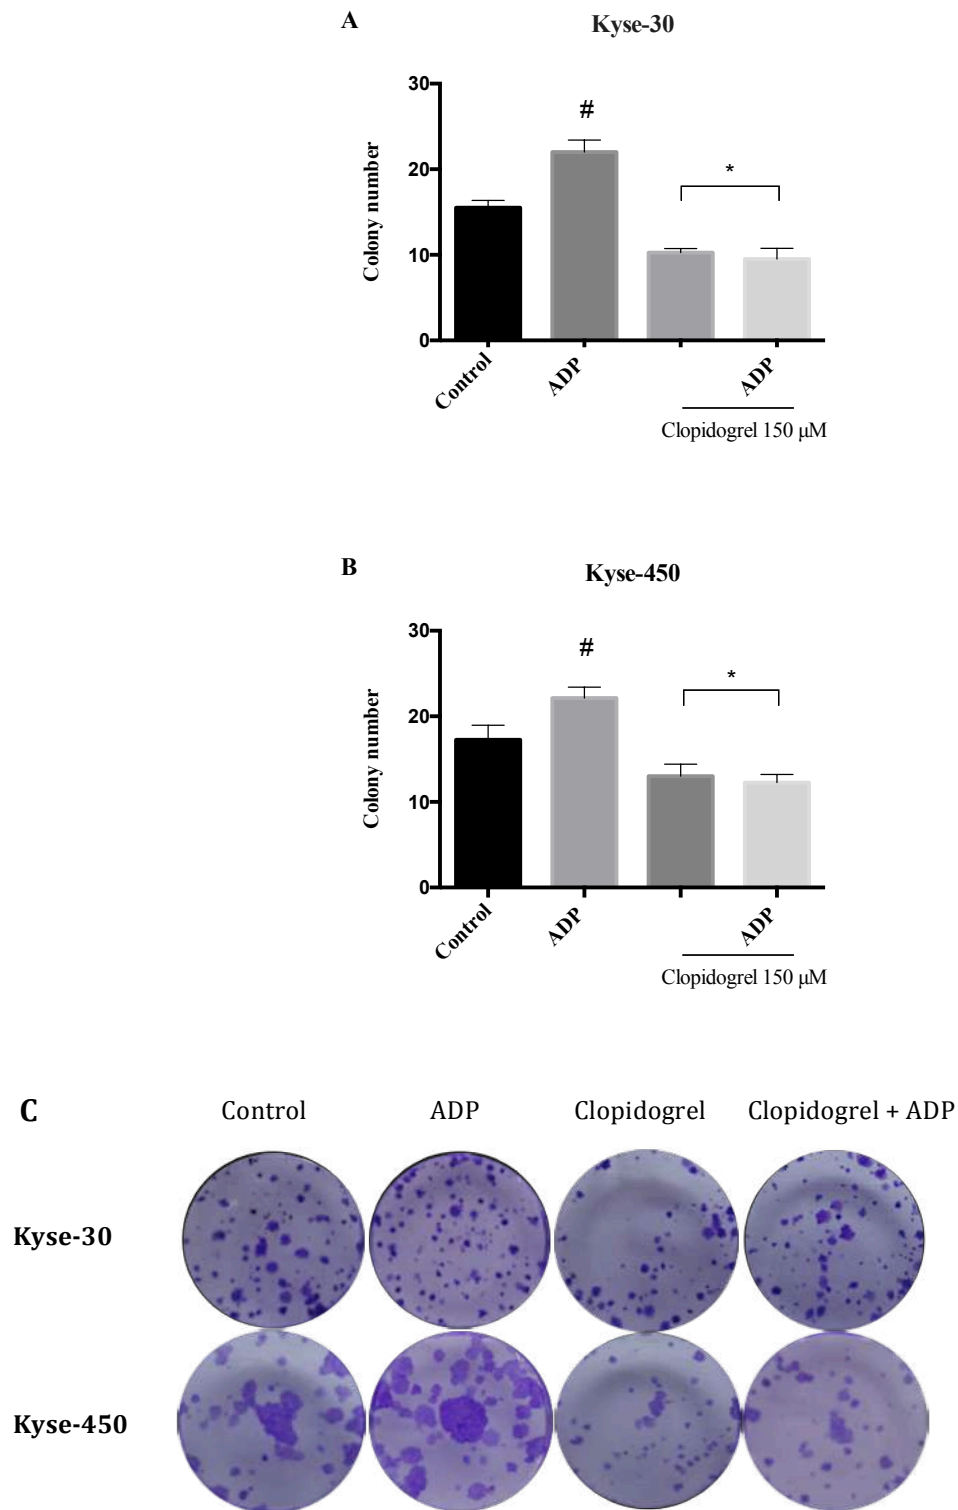 A
Kyse-30
30
#
20
*
Colony number
10
0
Control
ADP
ADP
Clopidogrel 150 μM
B
Kyse-450
30
#
20
*
Colony number
10
0
Control
ADP
ADP
Clopidogrel 150 μM
C
Control ADP Clopidogrel Clopidogrel + ADP
Kyse-30
Kyse-450